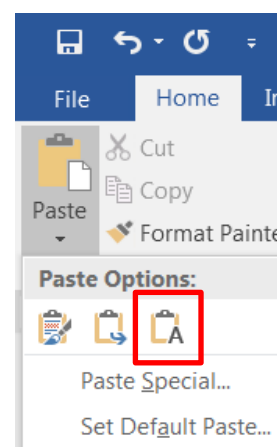 File Home
Cut
Copy
Paste
Format Painte
Paste Options:
A
Paste Special...
Set Default Paste...